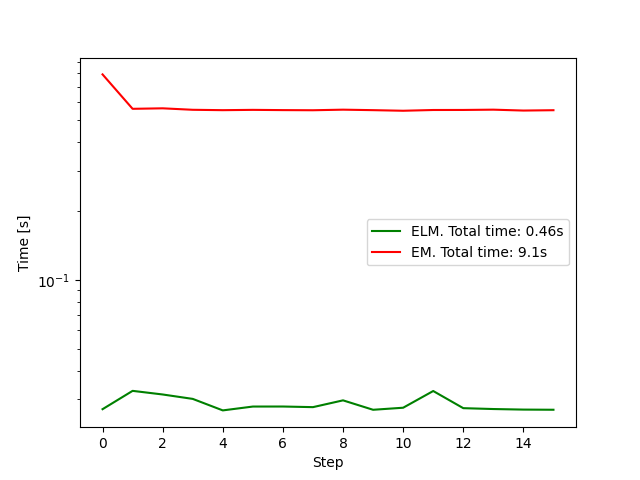 Time [s]
10⁻¹
ELM. Total time: 0.46s
EM. Total time: 9.1s
0 2 4 6 8 10 12 14
Step